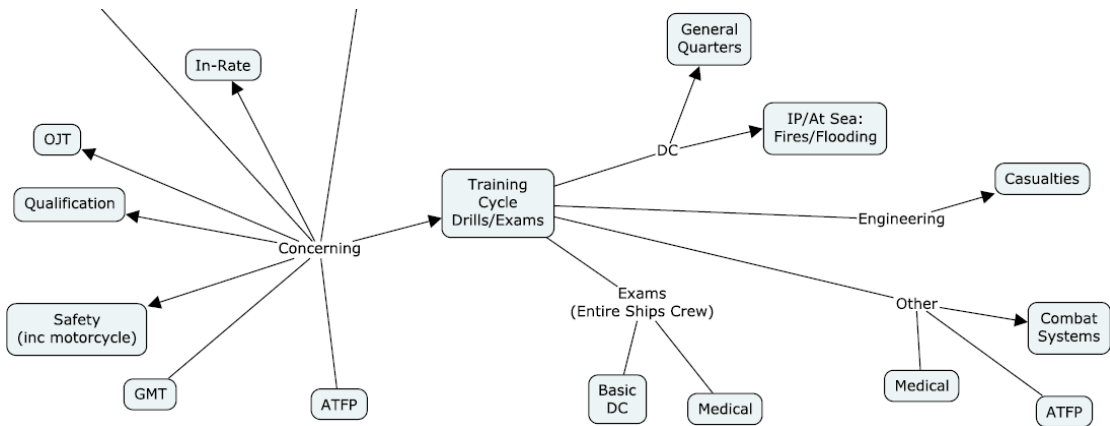 General
Quarters
In-Rate
IP/At Sea:
Fires/Flooding
OJT
DC
Training
Cycle
Drills/Exams
Casualties
Qualification
Engineering
Concerning
Exams
(Entire Ships Crew)
Other
Safety
(inc motorcycle)
Combat
Systems
GMT
ATFP
Basic
DC
Medical
Medical
ATFP